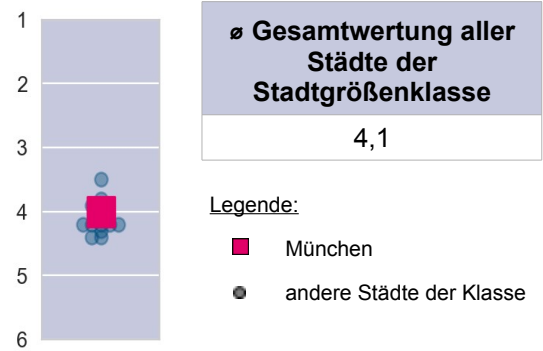 1
2
3
4
5
6
ø Gesamtwertung aller
Städte der
Stadtgrößenklasse
4,1
Legende:
München
andere Städte der Klasse